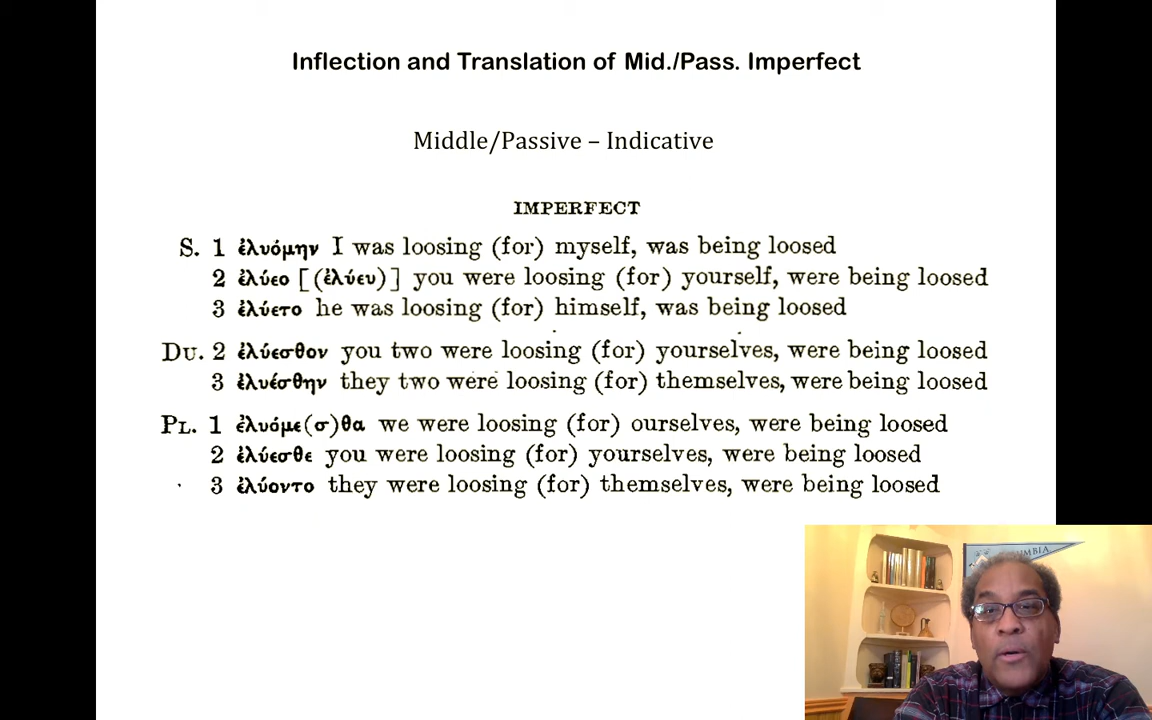 Inflection and Translation of Mid./Pass. Imperfect
Middle/Passive – Indicative
IMPERFECT
S. 1 ἐλυόμην I was loosing (for) myself, was being loosed
2 ἐλύεο [(ἐλύευ)] you were loosing (for) yourself, were being loosed
3 ἐλύετο he was loosing (for) himself, was being loosed
Du. 2 ἐλύεσθον you two were loosing (for) yourselves, were being loosed
3 ἐλυέσθην they two were loosing (for) themselves, were being loosed
Pl. 1 ἐλυόμε(σ)θα we were loosing (for) ourselves, were being loosed
2 ἐλύεσθε you were loosing (for) yourselves, were being loosed
3 ἐλύοντο they were loosing (for) themselves, were being loosed